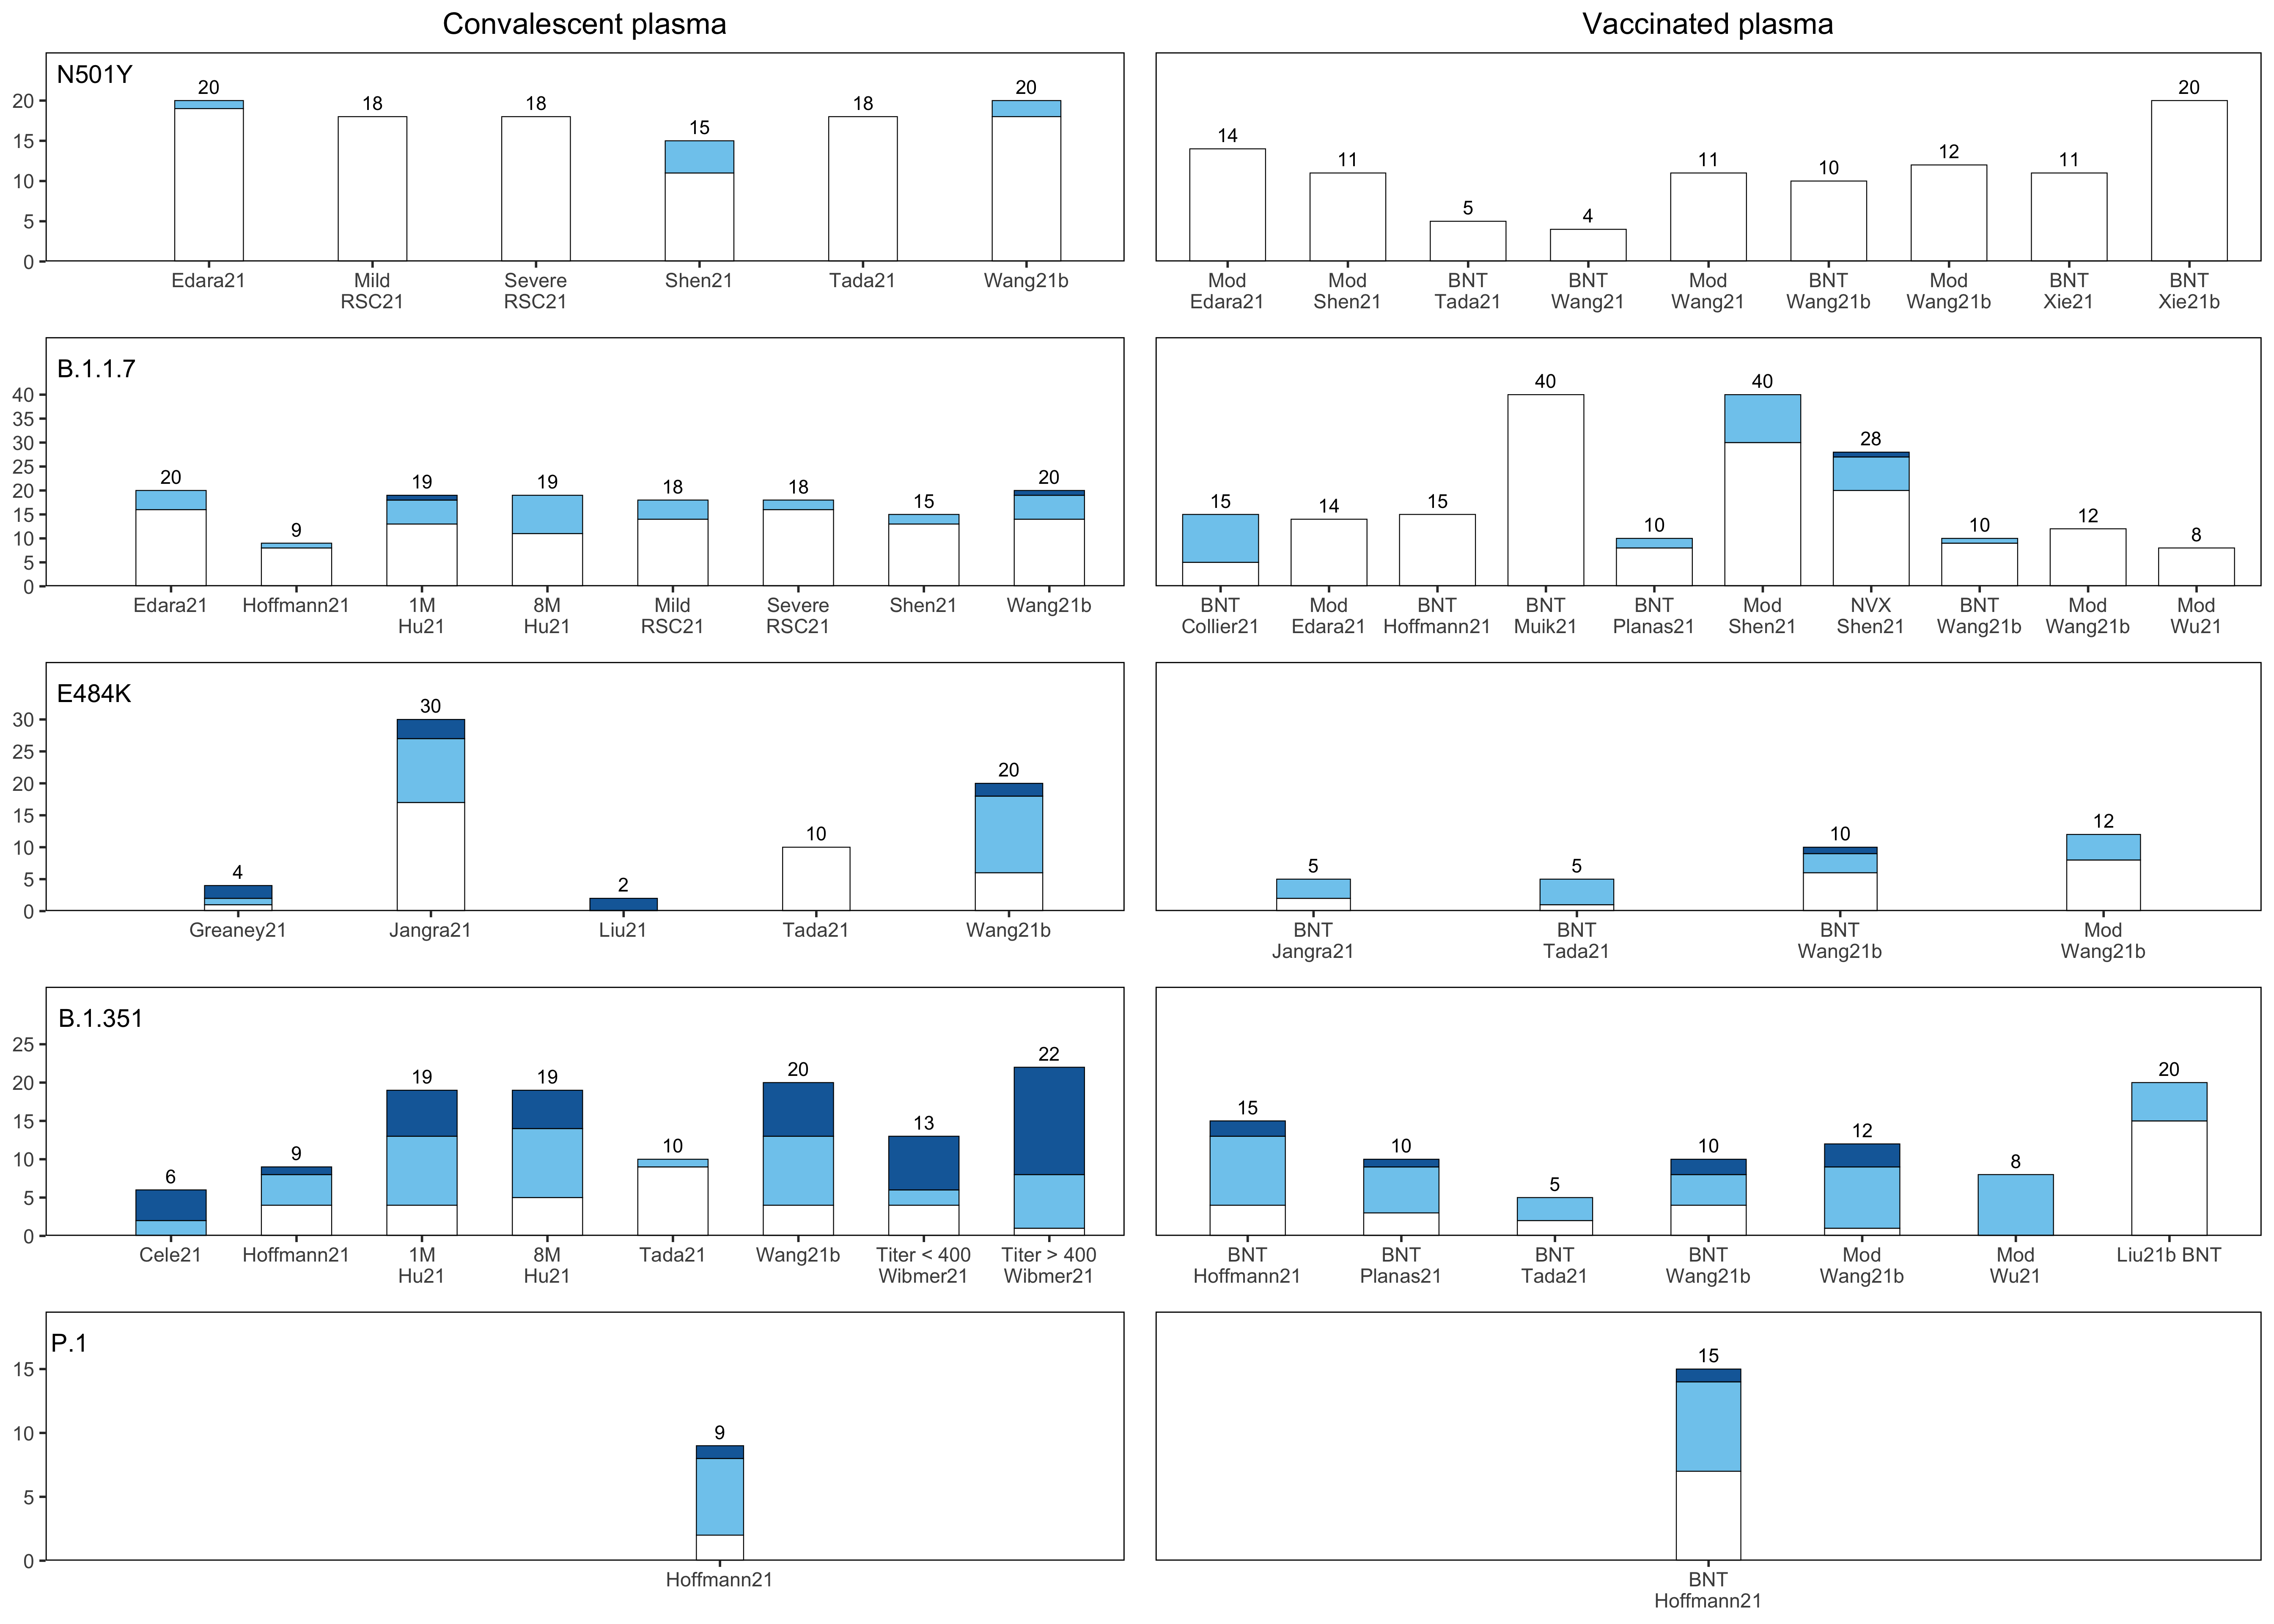 Convalescent plasma
Vaccinated plasma
N501Y
20
15
10
5
0
20
18
18
15
18
20
Edara21
Mild
RSC21
Severe
RSC21
Shen21
Tada21
Wang21b
14
11
5
4
11
10
12
11
20
Mod
Edara21
Mod
Shen21
BNT
Tada21
BNT
Wang21
Mod
Wang21
BNT
Wang21b
Mod
Wang21b
BNT
Xie21
BNT
Xie21b
B.1.1.7
40
35
30
25
20
15
10
5
0
20
9
19
19
18
18
15
20
Edara21
Hoffmann21
1M
Hu21
8M
Hu21
Mild
RSC21
Severe
RSC21
Shen21
Wang21b
15
14
15
40
10
40
28
10
12
8
BNT
Collier21
Mod
Edara21
BNT
Hoffmann21
BNT
Muik21
BNT
Planas21
Mod
Shen21
NVX
Shen21
BNT
Wang21b
Mod
Wang21b
Mod
Wu21
E484K
30
25
20
15
10
5
0
4
30
2
10
20
Greaney21
Jangra21
Liu21
Tada21
Wang21b
5
5
10
12
BNT
Jangra21
BNT
Tada21
BNT
Wang21b
Mod
Wang21b
B.1.351
25
20
15
10
5
0
6
9
19
19
10
20
13
22
Cele21
Hoffmann21
1M
Hu21
8M
Hu21
Tada21
Wang21b
Titer < 400
Wibmer21
Titer > 400
Wibmer21
15
10
5
10
12
8
20
BNT
Hoffmann21
BNT
Planas21
BNT
Tada21
BNT
Wang21b
Mod
Wang21b
Mod
Wu21
Liu21b BNT
P.1
15
10
5
0
9
Hoffmann21
15
BNT
Hoffmann21